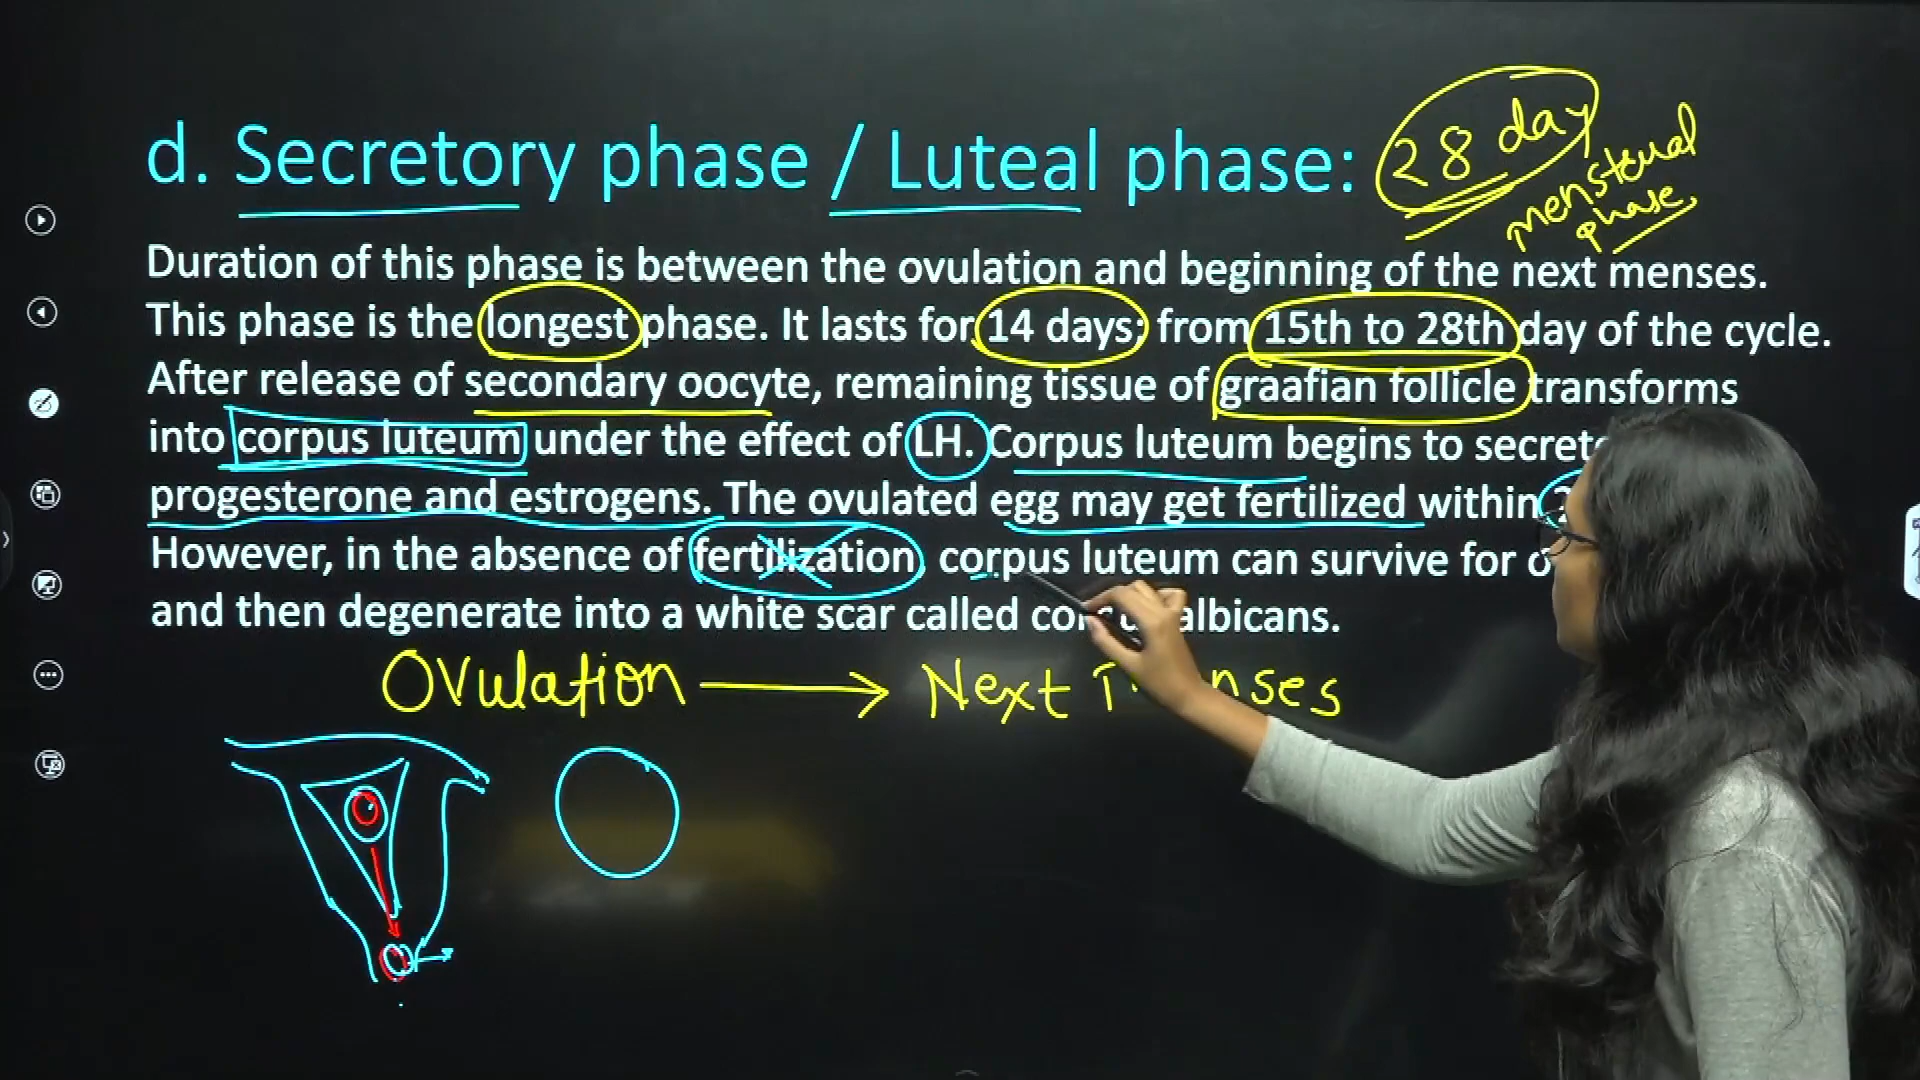 d. Secretory phase / Luteal phase:
28 day
menstrual
phase
Duration of this phase is between the ovulation and beginning of the next menses.
This phase is the longest phase. It lasts for 14 days; from 15th to 28th day of the cycle.
After release of secondary oocyte, remaining tissue of graafian follicle transforms
into corpus luteum under the effect of LH. Corpus luteum begins to secrete
progesterone and estrogens. The ovulated egg may get fertilized within
However, in the absence of fertilization, corpus luteum can survive for
and then degenerate into a white scar called albicans.
Ovulation → Next